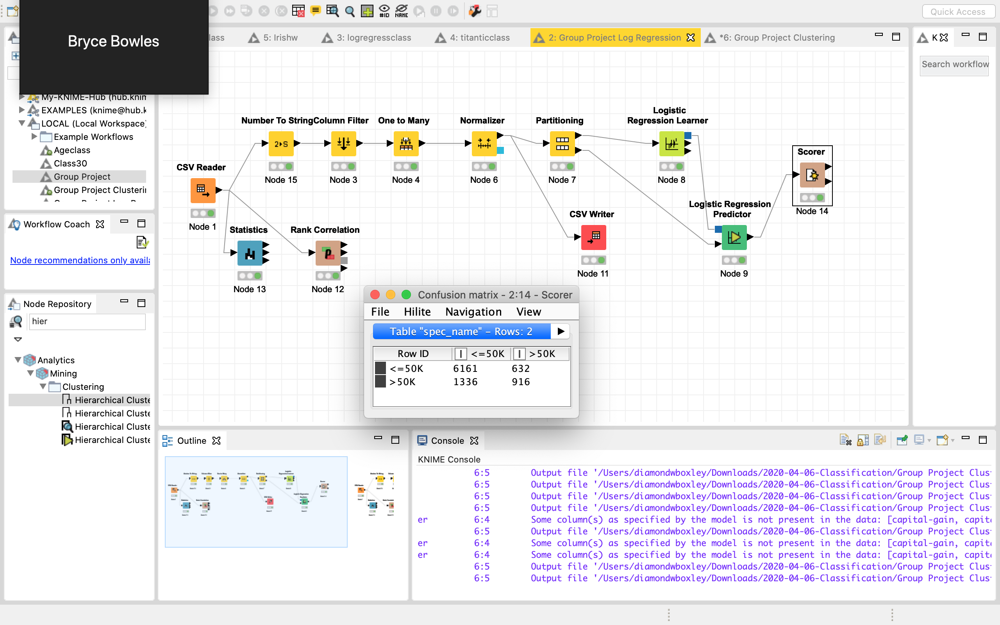 Bryce Bowles
#ID
NAME
Quick Access
lass
5: Irishw
3: logregressclass
4: titanticclass
2: Group Project Log Regression
*6: Group Project Clustering
K
Search workflow
My-KNIME-Hub (hub.knim
EXAMPLES (knime@hub.k
LOCAL (Local Workspace)
Example Workflows
Ageclass
Class30
Group Project
Group Project Clusterin
Workflow Coach
Node recommendations only availa
Node Repository
hier
Analytics
Mining
Clustering
Hierarchical Cluste
Hierarchical Cluste
Hierarchical Cluste
Hierarchical Cluste
CSV Reader
Node 1
Number To String
2▸S
Node 15
Column Filter
Node 3
One to Many
Node 4
Normalizer
Node 6
Partitioning
Node 7
Logistic
Regression Learner
Node 8
Scorer
Node 14
Statistics
Node 13
Rank Correlation
ρ
Node 12
CSV Writer
Node 11
Logistic Regression
Predictor
Node 9
Confusion matrix - 2:14 - Scorer
File Hilite Navigation View
Table "spec_name" – Rows: 2
Row ID I <=50K I >50K
<=50K 6161 632
>50K 1336 916
Outline
Console
KNIME Console
6:5 Output file '/Users/diamondwboxley/Downloads/2020-04-06-Classification/Group Project Clus
6:5 Output file '/Users/diamondwboxley/Downloads/2020-04-06-Classification/Group Project Clus
6:5 Output file '/Users/diamondwboxley/Downloads/2020-04-06-Classification/Group Project Clus
6:5 Output file '/Users/diamondwboxley/Downloads/2020-04-06-Classification/Group Project Clus
er 6:4 Some column(s) as specified by the model is not present in the data: [capital-gain, capit
6:5 Output file '/Users/diamondwboxley/Downloads/2020-04-06-Classification/Group Project Clus
er 6:4 Some column(s) as specified by the model is not present in the data: [capital-gain, capit
er 6:4 Some column(s) as specified by the model is not present in the data: [capital-gain, capit
6:5 Output file '/Users/diamondwboxley/Downloads/2020-04-06-Classification/Group Project Clus
6:5 Output file '/Users/diamondwboxley/Downloads/2020-04-06-Classification/Group Project Clus